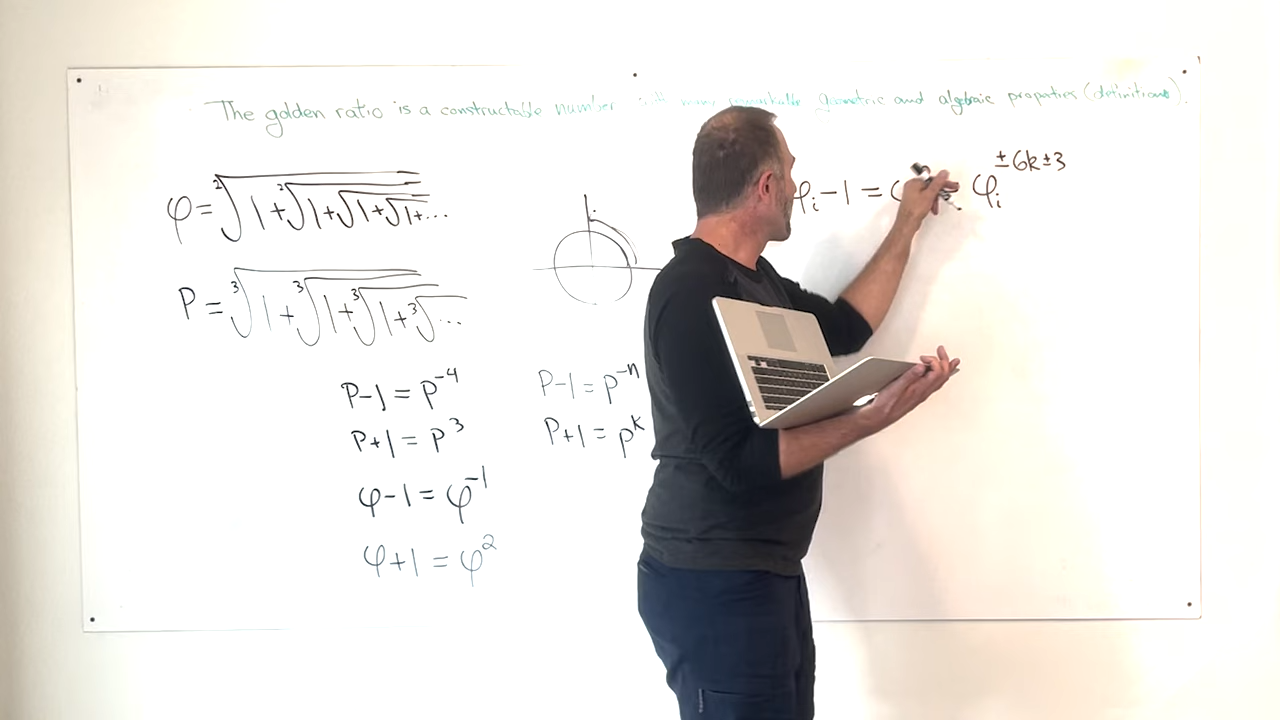 The golden ratio is a constructable number with geometric and algebraic properties (definitions).
φ = ²√1+²√1+√1+√1+...
P = ³√1+³√1+³√1+³√...
P-1 = P⁻⁴
P+1 = P³
φ-1 = φ⁻¹
φ+1 = φ²
P-1 = P⁻ⁿ
P+1 = Pᵏ
φᵢ-1 = = φᵢ^±6k±3